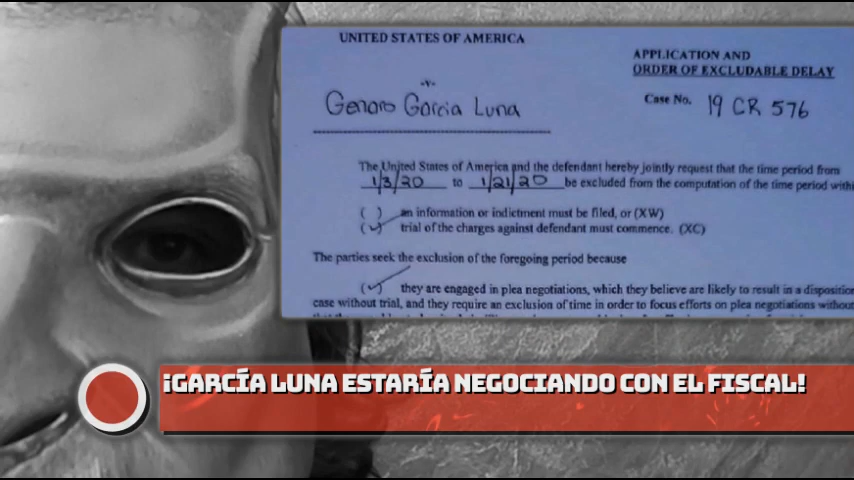 UNITED STATES OF AMERICA
-v-
Genaro Garcia Luna
APPLICATION AND
ORDER OF EXCLUDABLE DELAY
Case No. 19 CR 576
The United States of America and the defendant hereby jointly request that the time period from
1/3/20 to 1/21/20 be excluded from the computation of the time period
( ) an information or indictment must be filed, or (XW)
(✓) trial of the charges against defendant must commence. (XC)
The parties seek the exclusion of the foregoing period because
(✓) they are engaged in plea negotiations, which they believe are likely to result in a disposition
case without trial, and they require an exclusion of time in order to focus efforts on plea negotiations without
¡GARCÍA LUNA ESTARÍA NEGOCIANDO CON EL FISCAL!